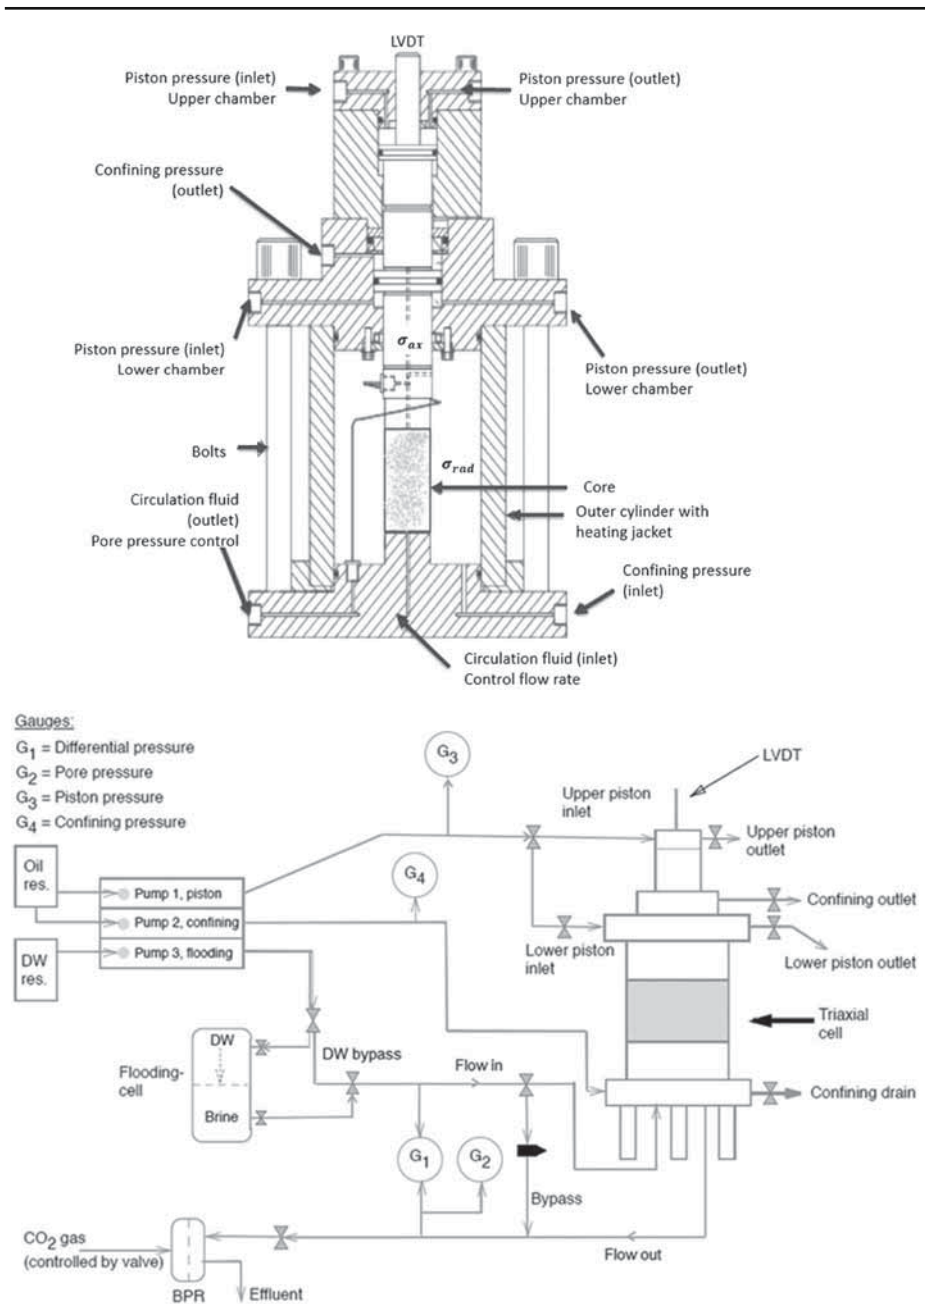 LVDT
Piston pressure (inlet)
Upper chamber
Piston pressure (outlet)
Upper chamber
Confining pressure
(outlet)
Piston pressure (inlet)
Lower chamber
σax
Piston pressure (outlet)
Lower chamber
Bolts
σrad
Core
Circulation fluid
(outlet)
Pore pressure control
Outer cylinder with
heating jacket
Confining pressure
(inlet)
Circulation fluid (inlet)
Control flow rate
Gauges:
G1 = Differential pressure
G2 = Pore pressure
G3 = Piston pressure
G4 = Confining pressure
G3
LVDT
Upper piston
inlet
Upper piston
outlet
Oil
res.
Pump 1, piston
Pump 2, confining
Pump 3, flooding
DW
res.
G4
Confining outlet
Lower piston
inlet
Lower piston outlet
Triaxial
cell
DW
Flooding-
cell
Brine
DW bypass
Flow in
Confining drain
G1
G2
Bypass
CO2 gas
(controlled by valve)
Flow out
BPR
Effluent